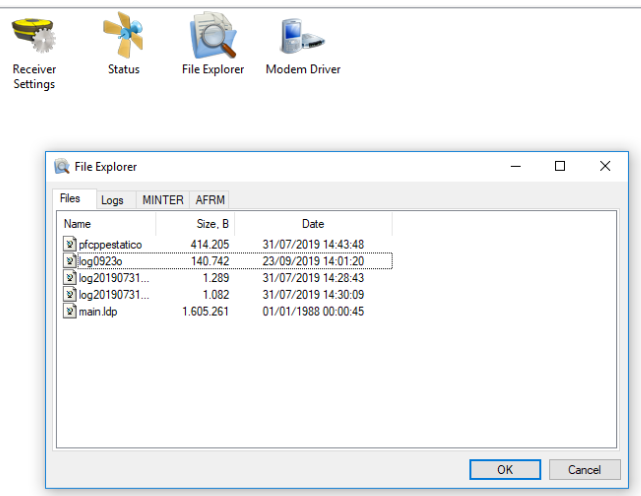 Receiver Settings
Status
File Explorer
Modem Driver
File Explorer
Files Logs MINTER AFRM
Name Size, B Date
pfcppestatico 414.205 31/07/2019 14:43:48
log0923o 140.742 23/09/2019 14:01:20
log20190731... 1.289 31/07/2019 14:28:43
log20190731... 1.082 31/07/2019 14:30:09
main.ldp 1.605.261 01/01/1988 00:00:45
OK Cancel